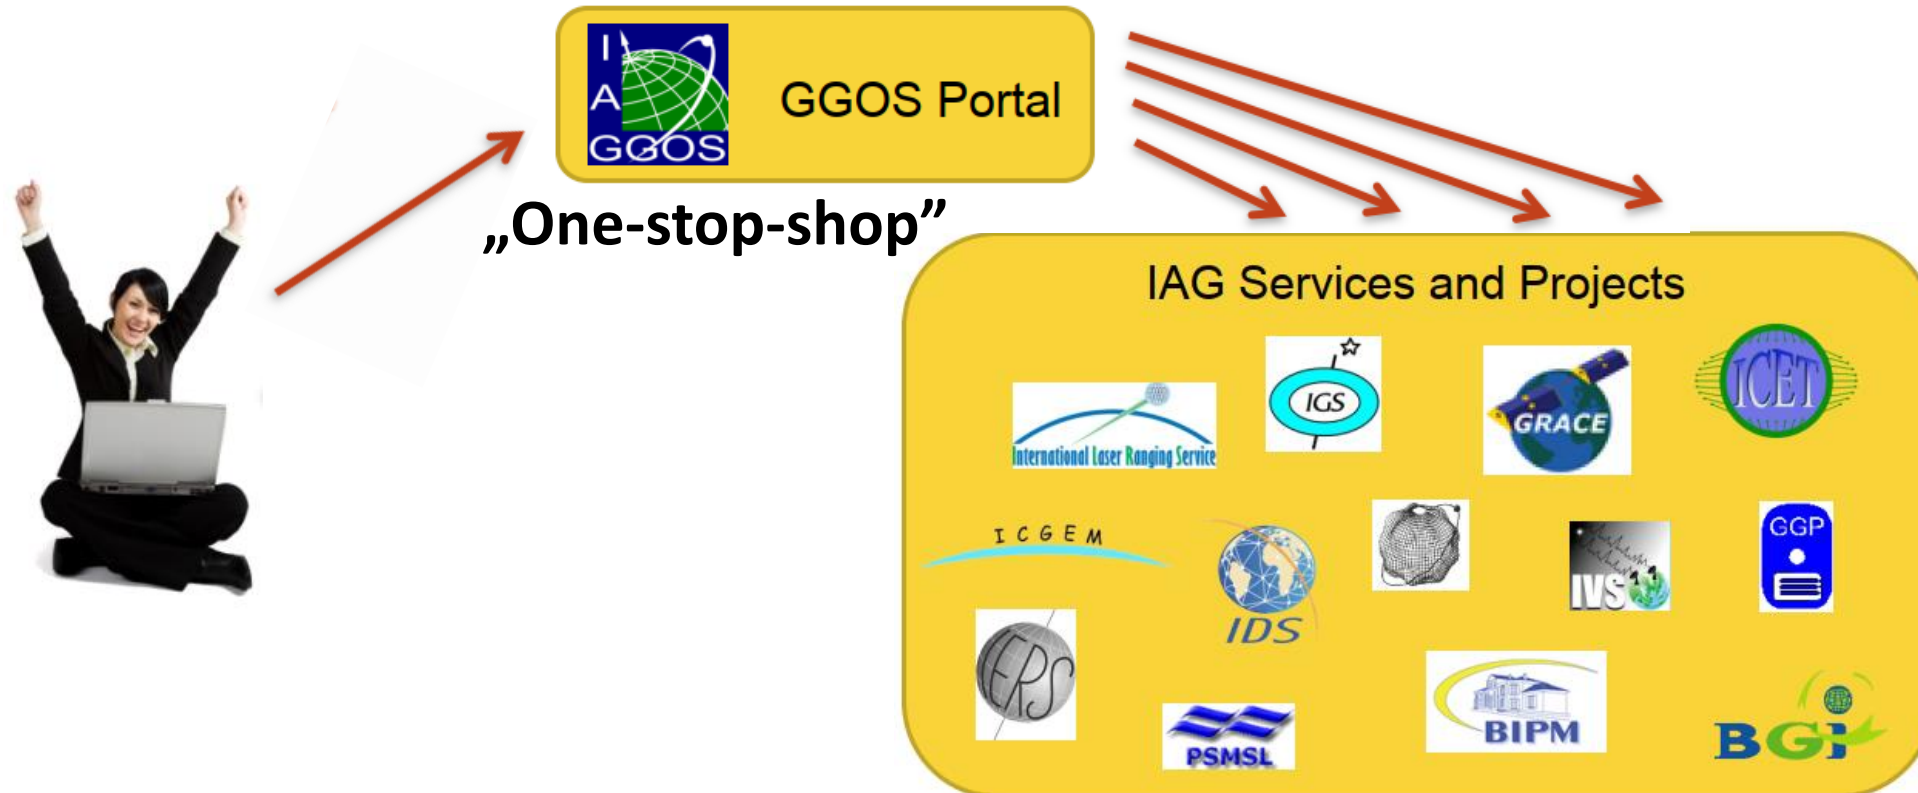 I
A
GGOS
GGOS Portal
„One-stop-shop”
IAG Services and Projects
International Laser Ranging Service
IGS
GRACE
ICET
ICGEM
IDS
IVS
GGP
IERS
PSMSL
BIPM
BGi